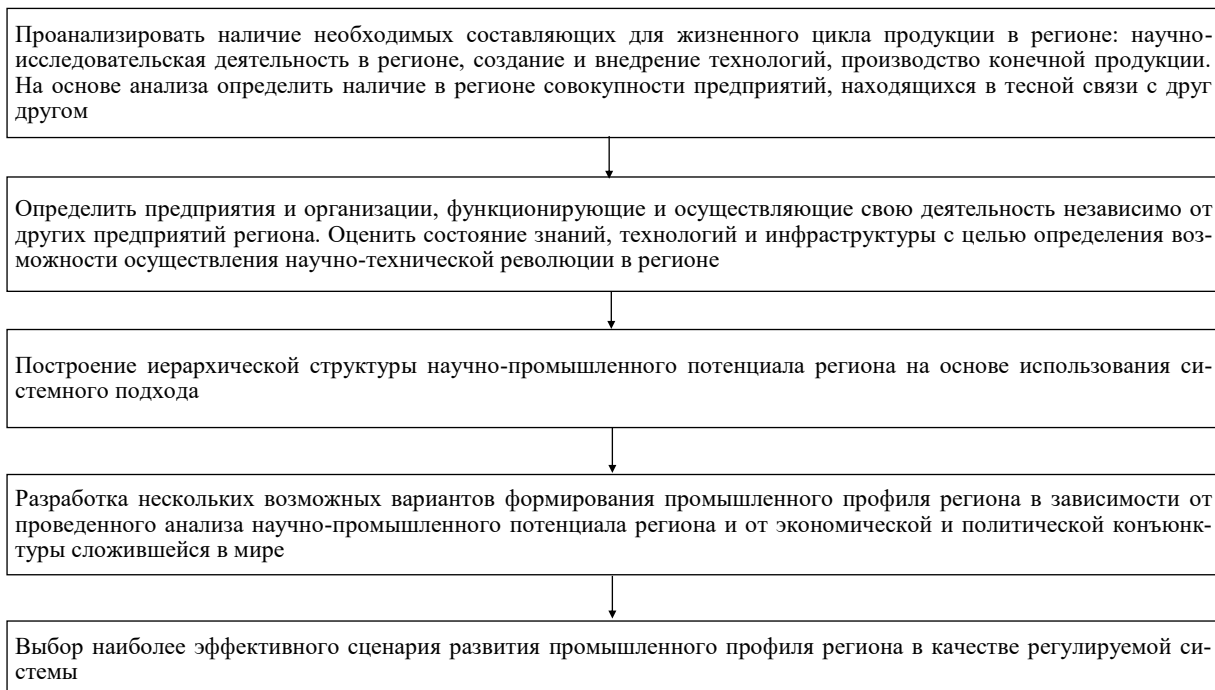 Проанализировать наличие необходимых составляющих для жизненного цикла продукции в регионе: научно-
исследовательская деятельность в регионе, создание и внедрение технологий, производство конечной продукции.
На основе анализа определить наличие в регионе совокупности предприятий, находящихся в тесной связи с друг
другом
Определить предприятия и организации, функционирующие и осуществляющие свою деятельность независимо от
других предприятий региона. Оценить состояние знаний, технологий и инфраструктуры с целью определения воз-
можности осуществления научно-технической революции в регионе
Построение иерархической структуры научно-промышленного потенциала региона на основе использования си-
стемного подхода
Разработка нескольких возможных вариантов формирования промышленного профиля региона в зависимости от
проведенного анализа научно-промышленного потенциала региона и от экономической и политической конъюнк-
туры сложившейся в мире
Выбор наиболее эффективного сценария развития промышленного профиля региона в качестве регулируемой си-
стемы